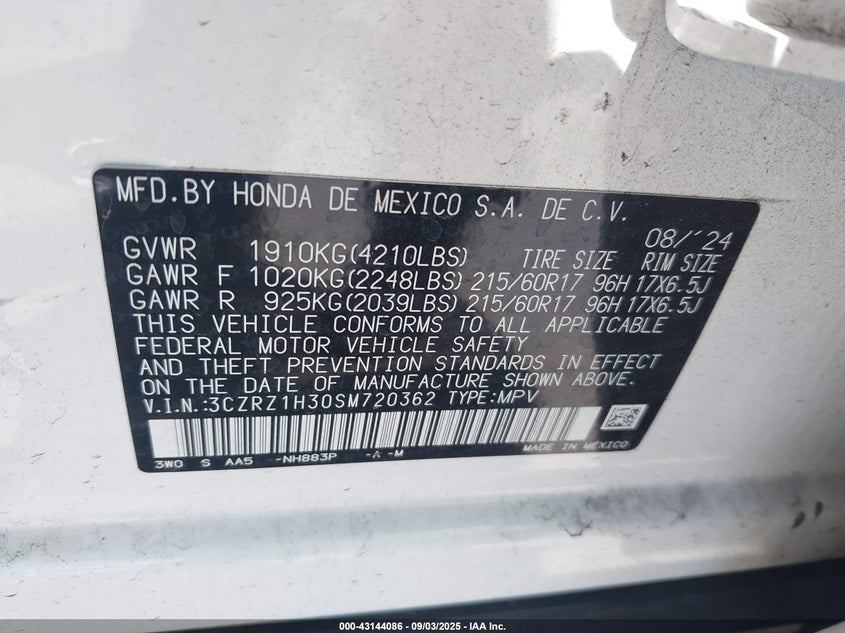 MFD.BY HONDA DE MEXICO S.A. DE C.V.
08/'24
GVWR 1910KG(4210LBS) TIRE SIZE RIM SIZE
GAWR F 1020KG(2248LBS) 215/60R17 96H 17X6.5J
GAWR R 925KG(2039LBS) 215/60R17 96H 17X6.5J
THIS VEHICLE CONFORMS TO ALL APPLICABLE
FEDERAL MOTOR VEHICLE SAFETY
AND THEFT PREVENTION STANDARDS IN EFFECT
ON THE DATE OF MANUFACTURE SHOWN ABOVE.
V.I.N.:3CZRZ1H30SM720362 TYPE:MPV
MADE IN MEXICO
3W0 S AA5 -NH883P -A -M
000-43144086 - 09/03/2025 - IAA Inc.